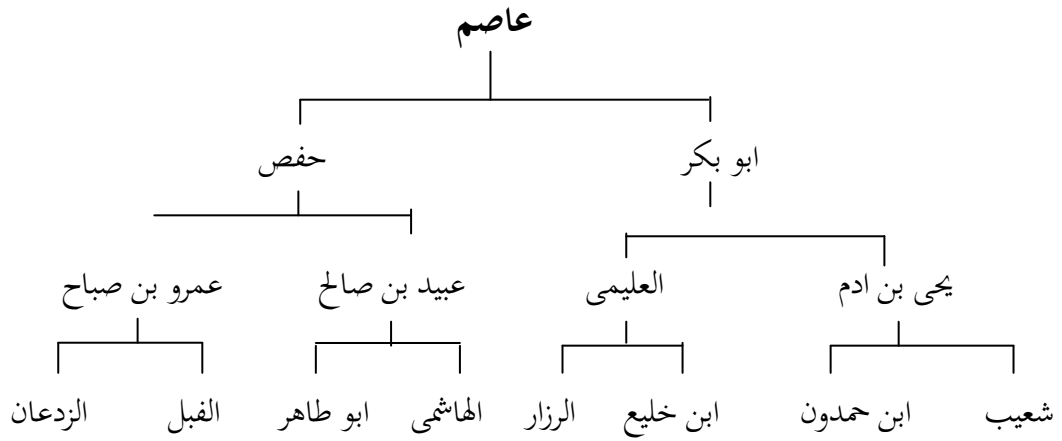 عاصم
ابو بكر حفص
يحى بن ادم العليمى عبيد بن صالح عمرو بن صباح
شعيب ابن حمدون ابن خليع الرزار الهاشمى ابو طاهر الفبل الزدعان